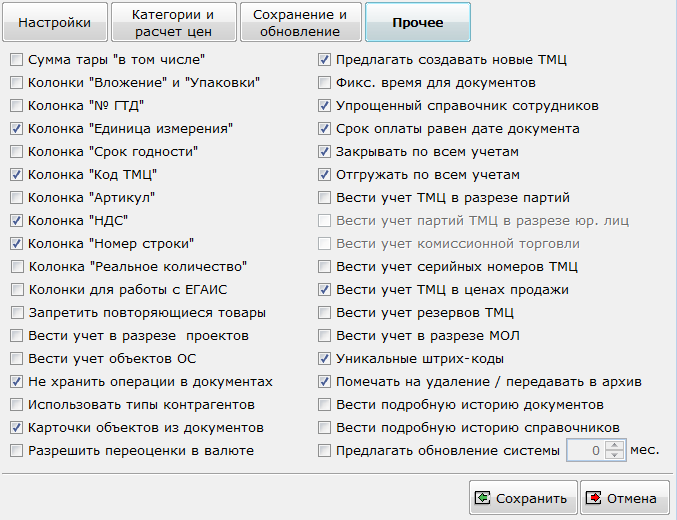 Настройки
Категории и
расчет цен
Сохранение и
обновление
Прочее
Сумма тары "в том числе"
Колонки "Вложение" и "Упаковки"
Колонка "№ ГТД"
Колонка "Единица измерения"
Колонка "Срок годности"
Колонка "Код ТМЦ"
Колонка "Артикул"
Колонка "НДС"
Колонка "Номер строки"
Колонка "Реальное количество"
Колонки для работы с ЕГАИС
Запретить повторяющиеся товары
Вести учет в разрезе  проектов
Вести учет объектов ОС
Не хранить операции в документах
Использовать типы контрагентов
Карточки объектов из документов
Разрешить переоценки в валюте
Предлагать создавать новые ТМЦ
Фикс. время для документов
Упрощенный справочник сотрудников
Срок оплаты равен дате документа
Закрывать по всем учетам
Отгружать по всем учетам
Вести учет ТМЦ в разрезе партий
Вести учет партий ТМЦ в разрезе юр. лиц
Вести учет комиссионной торговли
Вести учет серийных номеров ТМЦ
Вести учет ТМЦ в ценах продажи
Вести учет резервов ТМЦ
Вести учет в разрезе МОЛ
Уникальные штрих-коды
Помечать на удаление / передавать в архив
Вести подробную историю документов
Вести подробную историю справочников
Предлагать обновление системы 0 мес.
Сохранить
Отмена